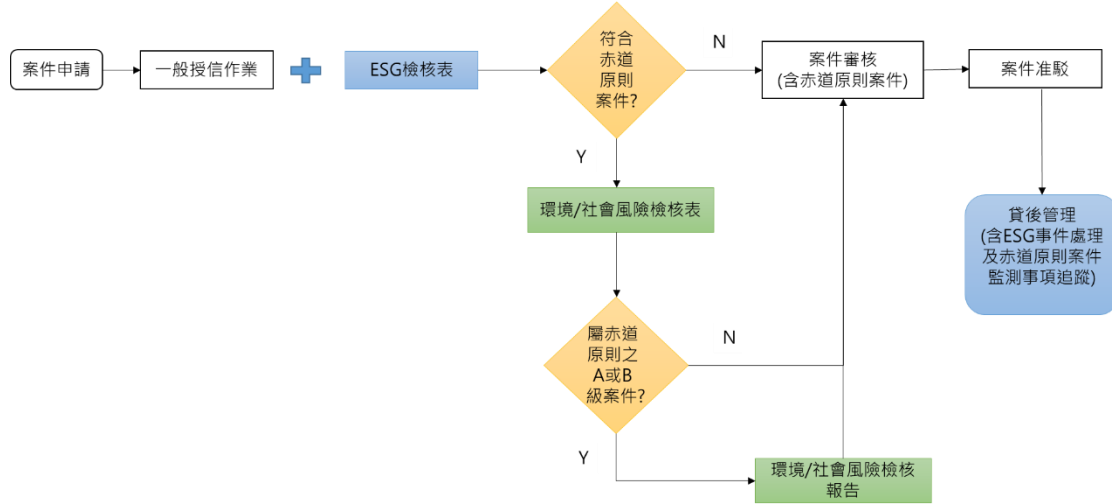 案件申請
一般授信作業
ESG檢核表
符合
赤道
原則
案件?
N
案件審核
(含赤道原則案件)
案件准駁
Y
環境/社會風險檢核表
貸後管理
(含ESG事件處理
及赤道原則案件
監測事項追蹤)
屬赤道
原則之
A或B
級案件?
N
Y
環境/社會風險檢核
報告